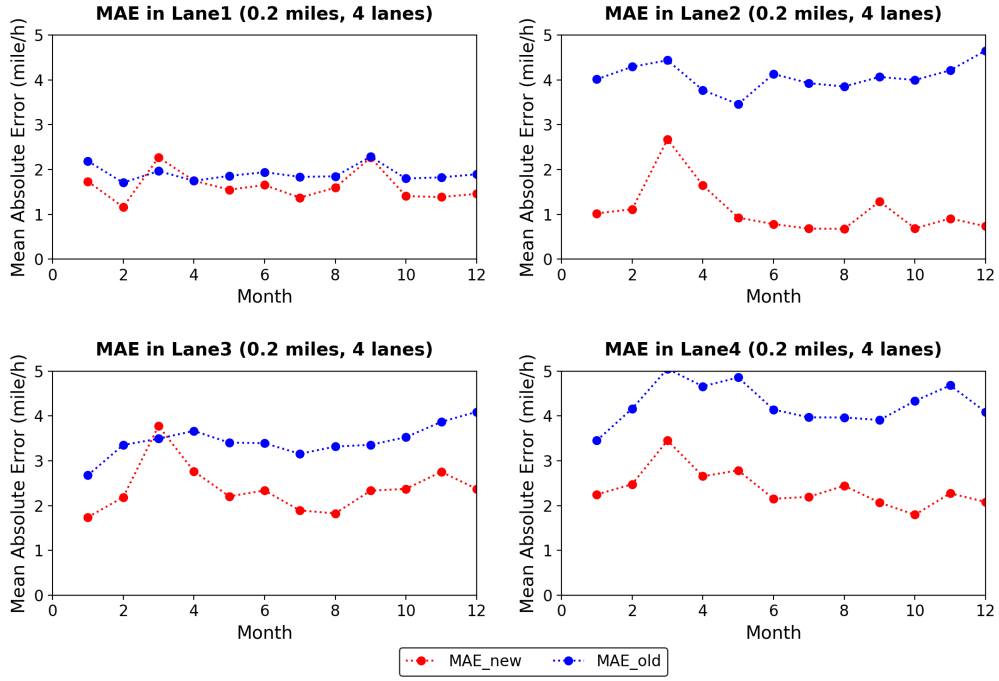 MAE in Lane1 (0.2 miles, 4 lanes)
Mean Absolute Error (mile/h)
5
4
3
2
1
0
0 2 4 6 8 10 12
Month
MAE in Lane2 (0.2 miles, 4 lanes)
Mean Absolute Error (mile/h)
5
4
3
2
1
0
0 2 4 6 8 10 12
Month
MAE in Lane3 (0.2 miles, 4 lanes)
Mean Absolute Error (mile/h)
5
4
3
2
1
0
0 2 4 6 8 10 12
Month
MAE in Lane4 (0.2 miles, 4 lanes)
Mean Absolute Error (mile/h)
5
4
3
2
1
0
0 2 4 6 8 10 12
Month
MAE_new MAE_old